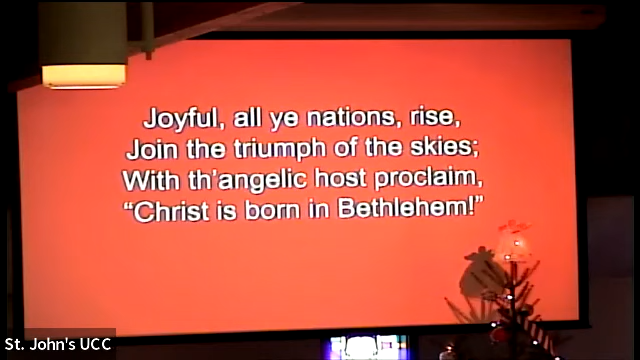 Joyful, all ye nations, rise,
Join the triumph of the skies;
With th'angelic host proclaim,
“Christ is born in Bethlehem!”
St. John's UCC